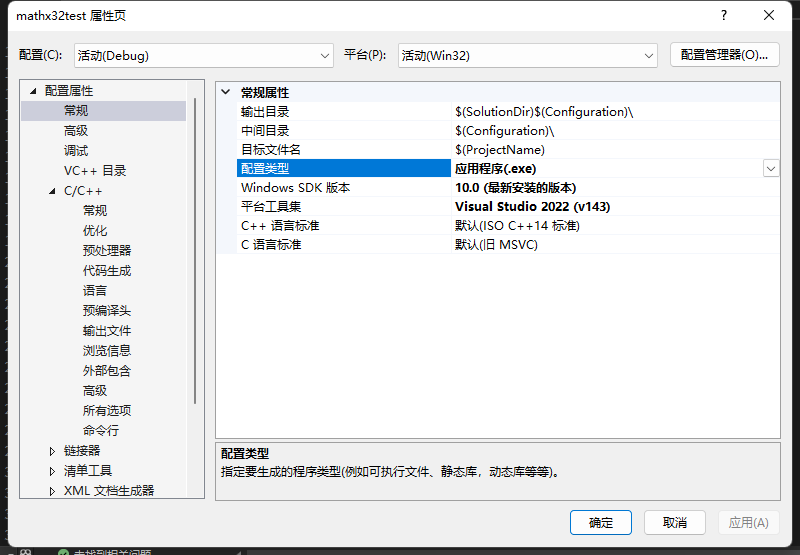 mathx32test 属性页
配置(C): 活动(Debug) 平台(P): 活动(Win32) 配置管理器(O)...
配置属性
常规
高级
调试
VC++ 目录
C/C++
常规
优化
预处理器
代码生成
语言
预编译头
输出文件
浏览信息
外部包含
高级
所有选项
命令行
链接器
清单工具
XML 文档生成器
常规属性
输出目录 $(SolutionDir)$(Configuration)\
中间目录 $(Configuration)\
目标文件名 $(ProjectName)
配置类型 应用程序(.exe)
Windows SDK 版本 10.0 (最新安装的版本)
平台工具集 Visual Studio 2022 (v143)
C++ 语言标准 默认(ISO C++14 标准)
C 语言标准 默认(旧 MSVC)
配置类型
指定要生成的程序类型(例如可执行文件、静态库，动态库等等)。
确定 取消 应用(A)
未找到相关问题